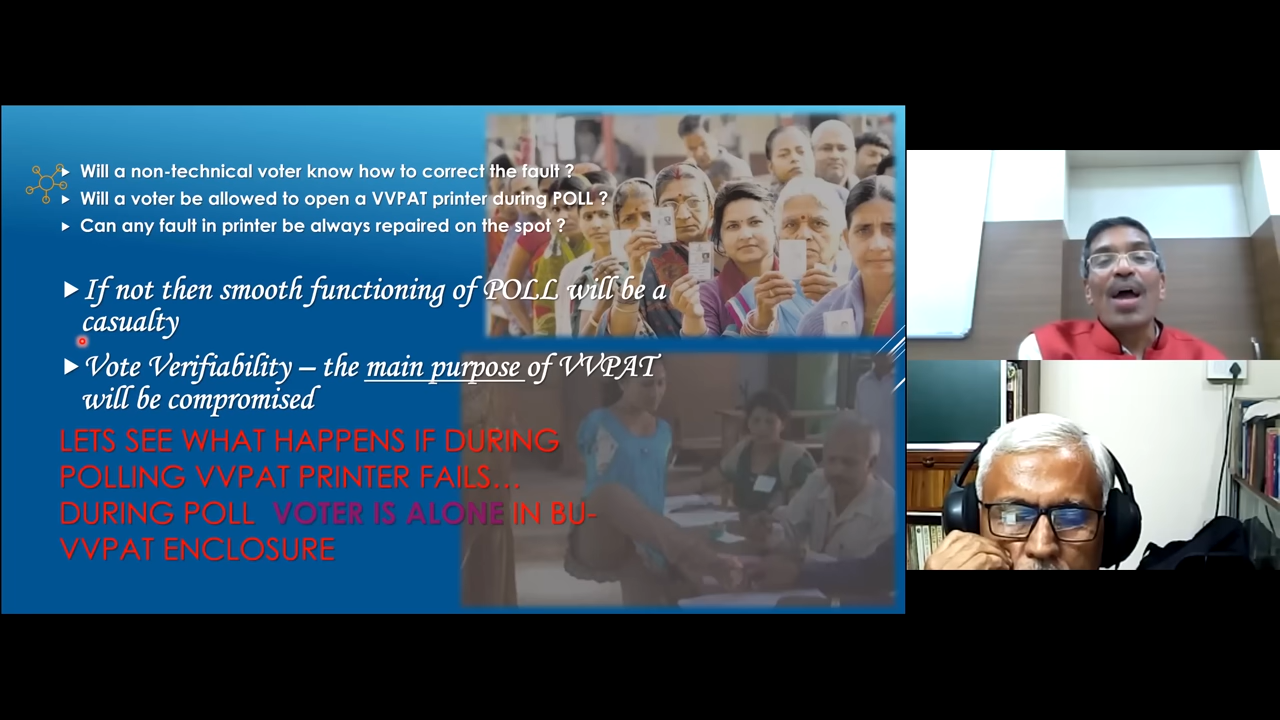 Will a non-technical voter know how to correct the fault ?
Will a voter be allowed to open a VVPAT printer during POLL ?
Can any fault in printer be always repaired on the spot ?
If not then smooth functioning of POLL will be a
casualty
Vote Verifiability – the main purpose of VVPAT
will be compromised
LETS SEE WHAT HAPPENS IF DURING
POLLING VVPAT PRINTER FAILS…
DURING POLL VOTER IS ALONE IN BU-
VVPAT ENCLOSURE